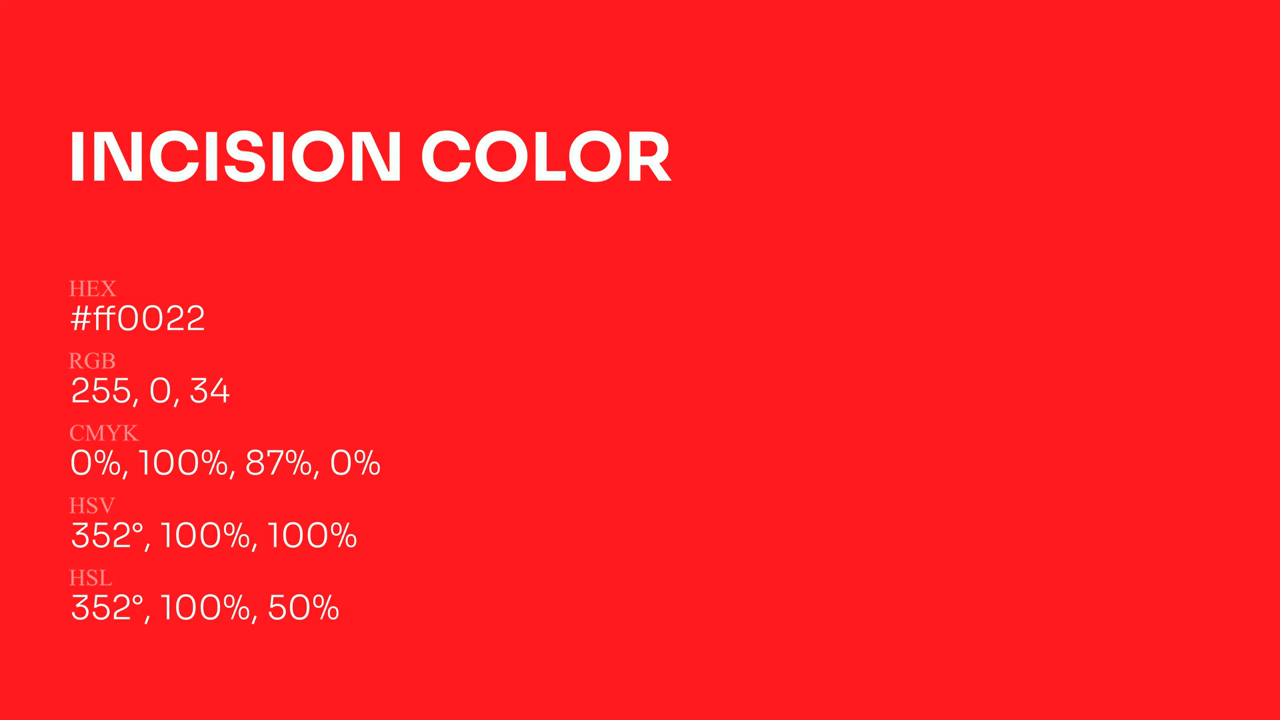 INCISION COLOR
HEX
#ff0022
RGB
255, 0, 34
CMYK
0%, 100%, 87%, 0%
HSV
352°, 100%, 100%
HSL
352°, 100%, 50%